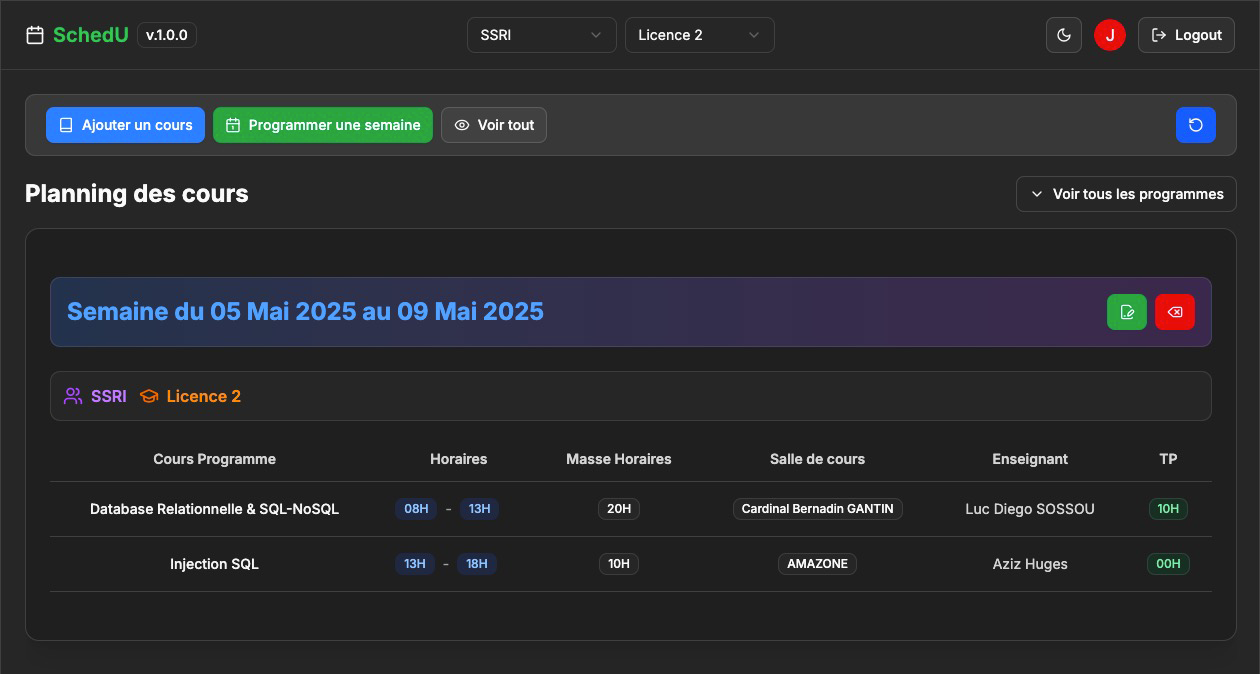 SchedU v.1.0.0 SSRI Licence 2 J Logout
Ajouter un cours Programmer une semaine Voir tout
Planning des cours Voir tous les programmes
Semaine du 05 Mai 2025 au 09 Mai 2025
SSRI Licence 2
Cours Programme Horaires Masse Horaires Salle de cours Enseignant TP
Database Relationnelle & SQL-NoSQL 08H - 13H 20H Cardinal Bernadin GANTIN Luc Diego SOSSOU 10H
Injection SQL 13H - 18H 10H AMAZONE Aziz Huges 00H